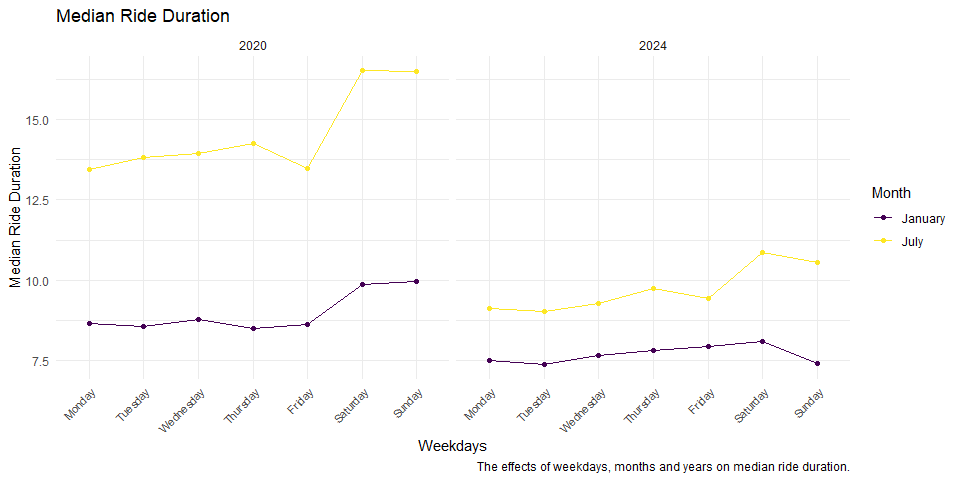 Median Ride Duration
2020
2024
Median Ride Duration
15.0
12.5
10.0
7.5
Monday
Tuesday
Wednesday
Thursday
Friday
Saturday
Sunday
Monday
Tuesday
Wednesday
Thursday
Friday
Saturday
Sunday
Weekdays
Month
January
July
The effects of weekdays, months and years on median ride duration.